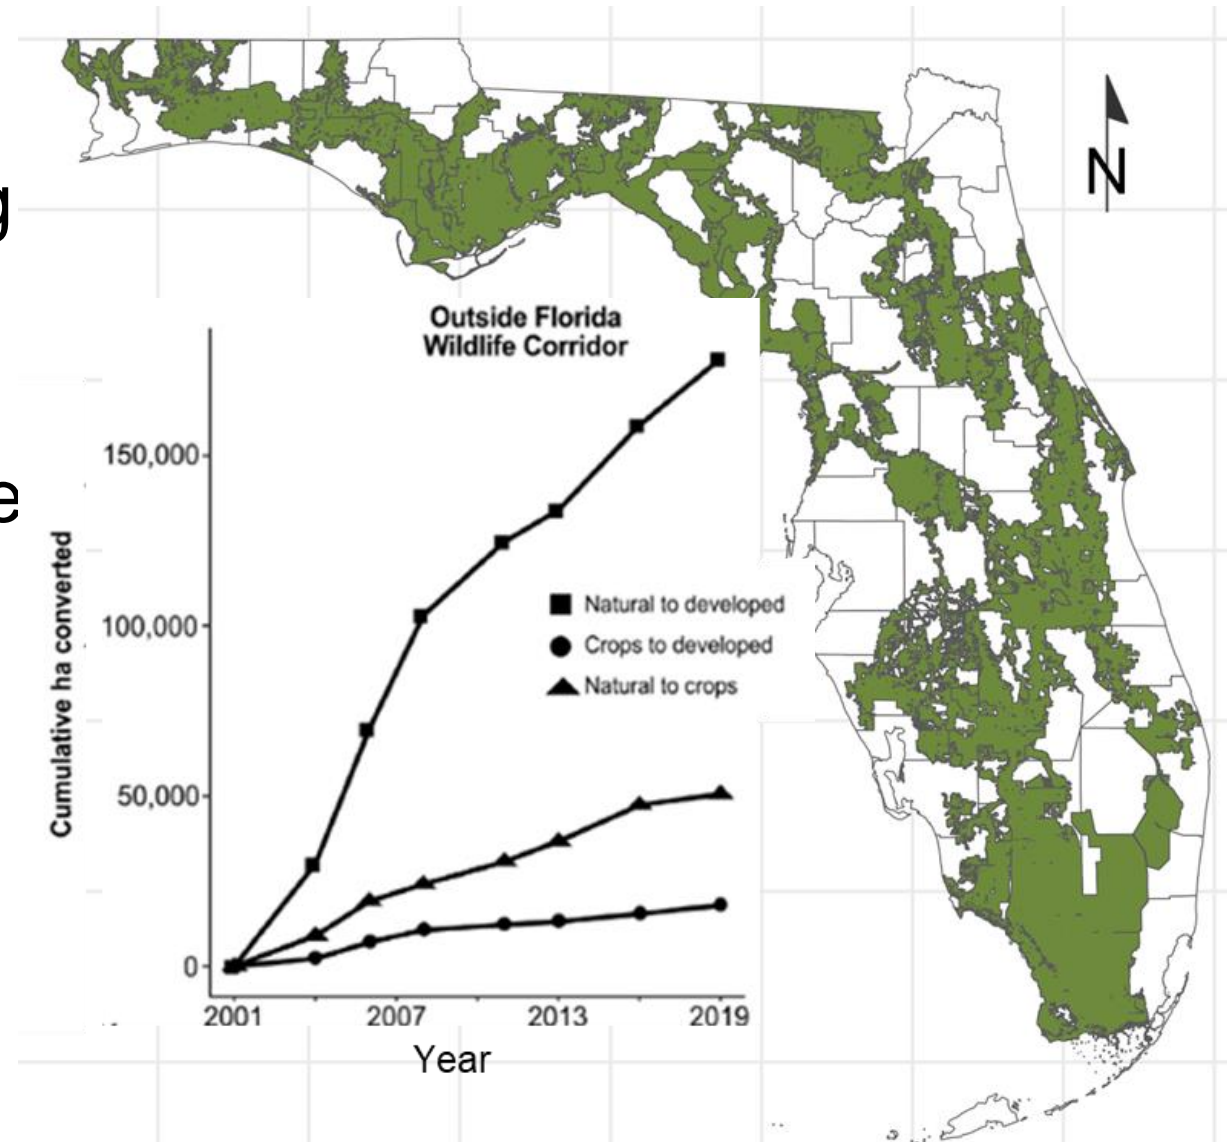 g
e
N
Outside Florida
Wildlife Corridor
Cumulative ha converted
150,000
100,000
50,000
0
Natural to developed
Crops to developed
Natural to crops
2001 2007 2013 2019
Year